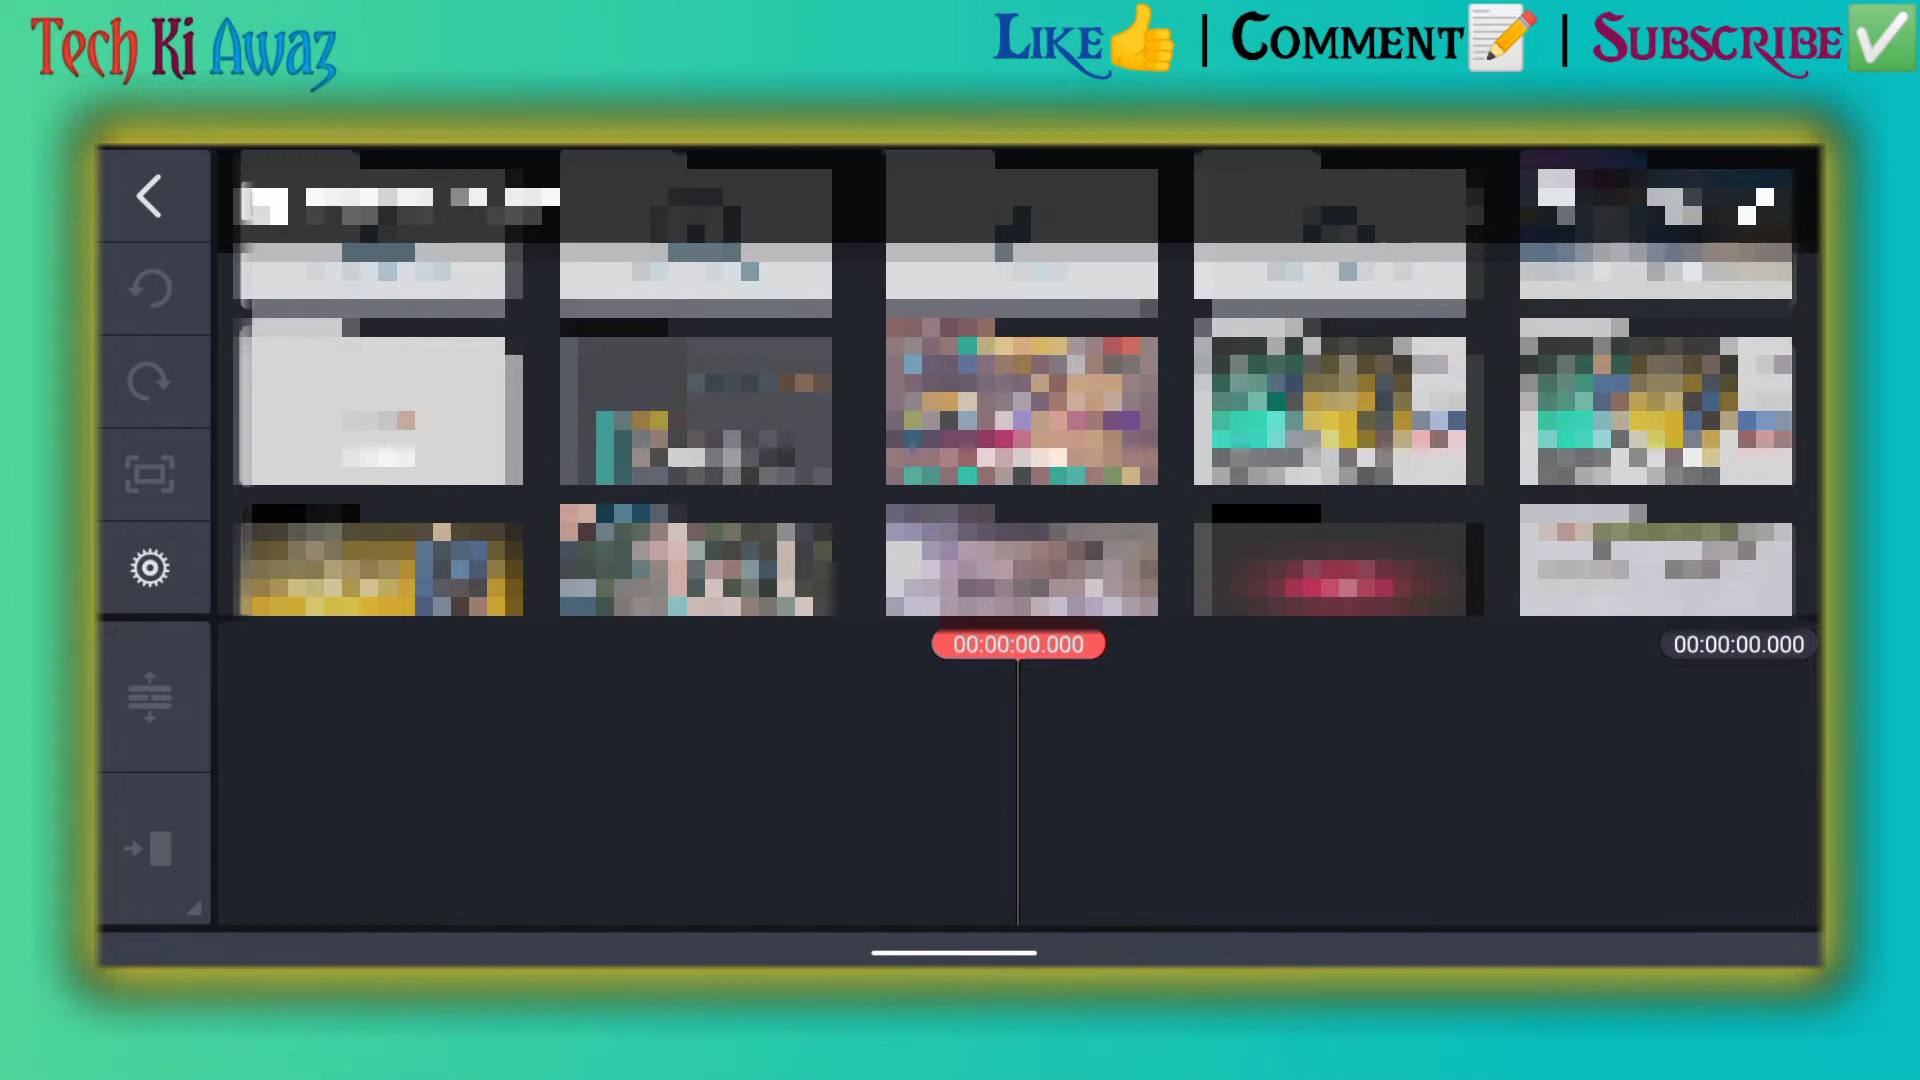 Tech Ki Awaz
Like👍 | Comment📝 | Subscribe✅
00:00:00.000
00:00:00.000